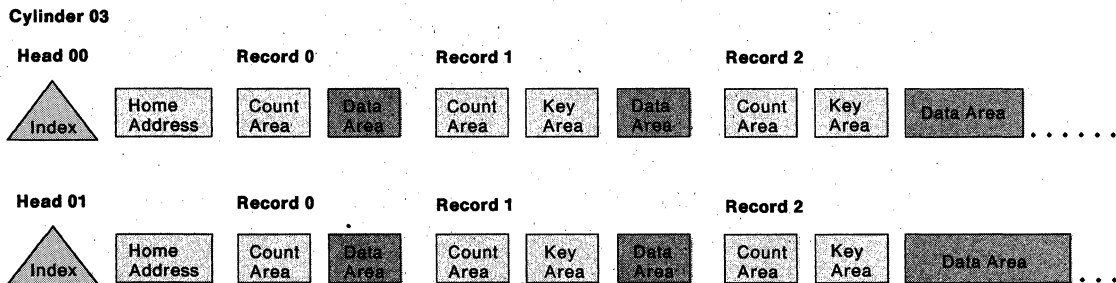 Cylinder 03
Head 00 Record 0 Record 1 Record 2
Index Home Address Count Area Data Area Count Area Key Area Data Area Count Area Key Area Data Area
Head 01 Record 0 Record 1 Record 2
Index Home Address Count Area Data Area Count Area Key Area Data Area Count Area Key Area Data Area